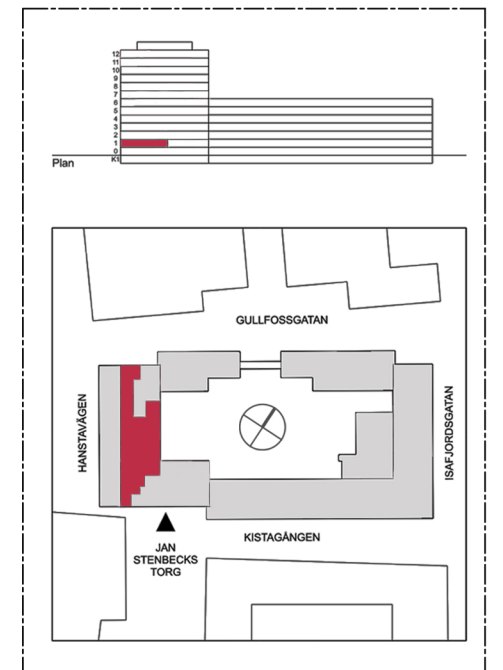 12
11
10
9
8
7
6
5
4
3
2
1
0
K1
Plan
GULLFOSSGATAN
HANSTAVÄGEN
ISAFJORDSGATAN
KISTAGÅNGEN
JAN
STENBECKS
TORG